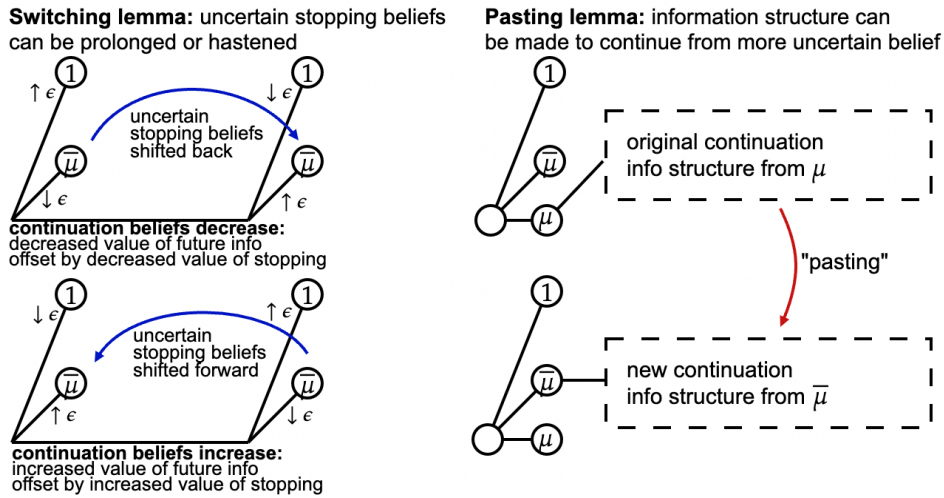 Switching lemma: uncertain stopping beliefs
can be prolonged or hastened
1
↑ ϵ
μ̅
↓ ϵ
uncertain
stopping beliefs
shifted back
1
↓ ϵ
μ̅
↑ ϵ
continuation beliefs decrease:
decreased value of future info
offset by decreased value of stopping
1
↓ ϵ
μ̅
↑ ϵ
uncertain
stopping beliefs
shifted forward
1
↑ ϵ
μ̅
↓ ϵ
continuation beliefs increase:
increased value of future info
offset by increased value of stopping
Pasting lemma: information structure can
be made to continue from more uncertain belief
1
μ̅
μ
original continuation
info structure from μ
"pasting"
1
μ̅
μ
new continuation
info structure from μ̅